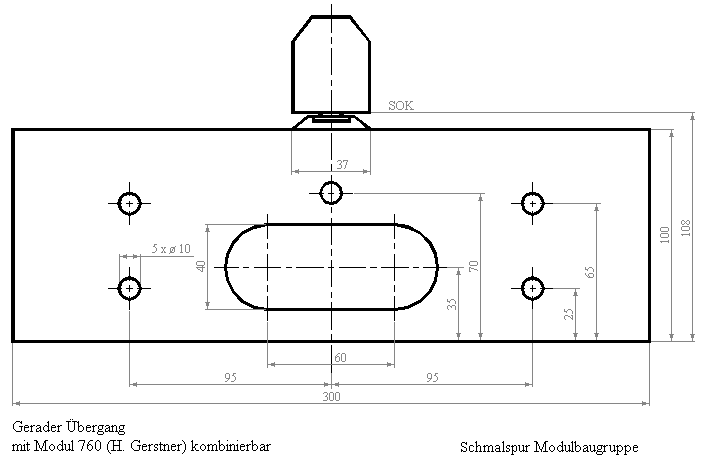 SOK
37
5 x ø 10
40
70
35
65
25
100
108
60
95
95
300
Gerader Übergang
mit Modul 760 (H. Gerstner) kombinierbar
Schmalspur Modulbaugruppe